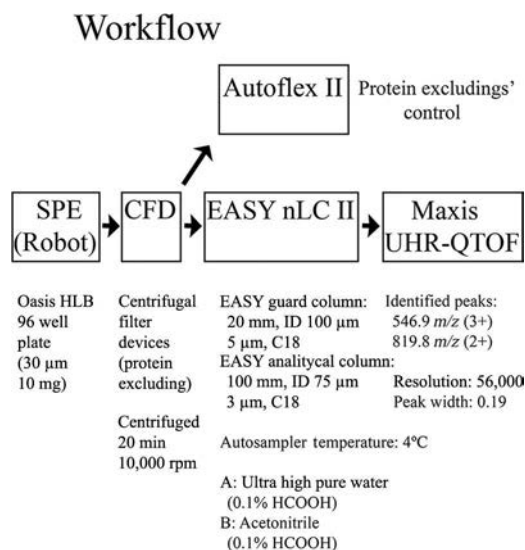 Workflow
Autoflex II
Protein excludings'
control
SPE
(Robot)
CFD
EASY nLC II
Maxis
UHR-QTOF
Oasis HLB
96 well
plate
(30 µm
10 mg)
Centrifugal
filter
devices
(protein
excluding)
Centrifuged
20 min
10,000 rpm
EASY guard column:
20 mm, ID 100 µm
5 µm, C18
EASY analitycal column:
100 mm, ID 75 µm
3 µm, C18
Autosampler temperature: 4ºC
A: Ultra high pure water
(0.1% HCOOH)
B: Acetonitrile
(0.1% HCOOH)
Identified peaks:
546.9 m/z (3+)
819.8 m/z (2+)
Resolution: 56,000
Peak width: 0.19